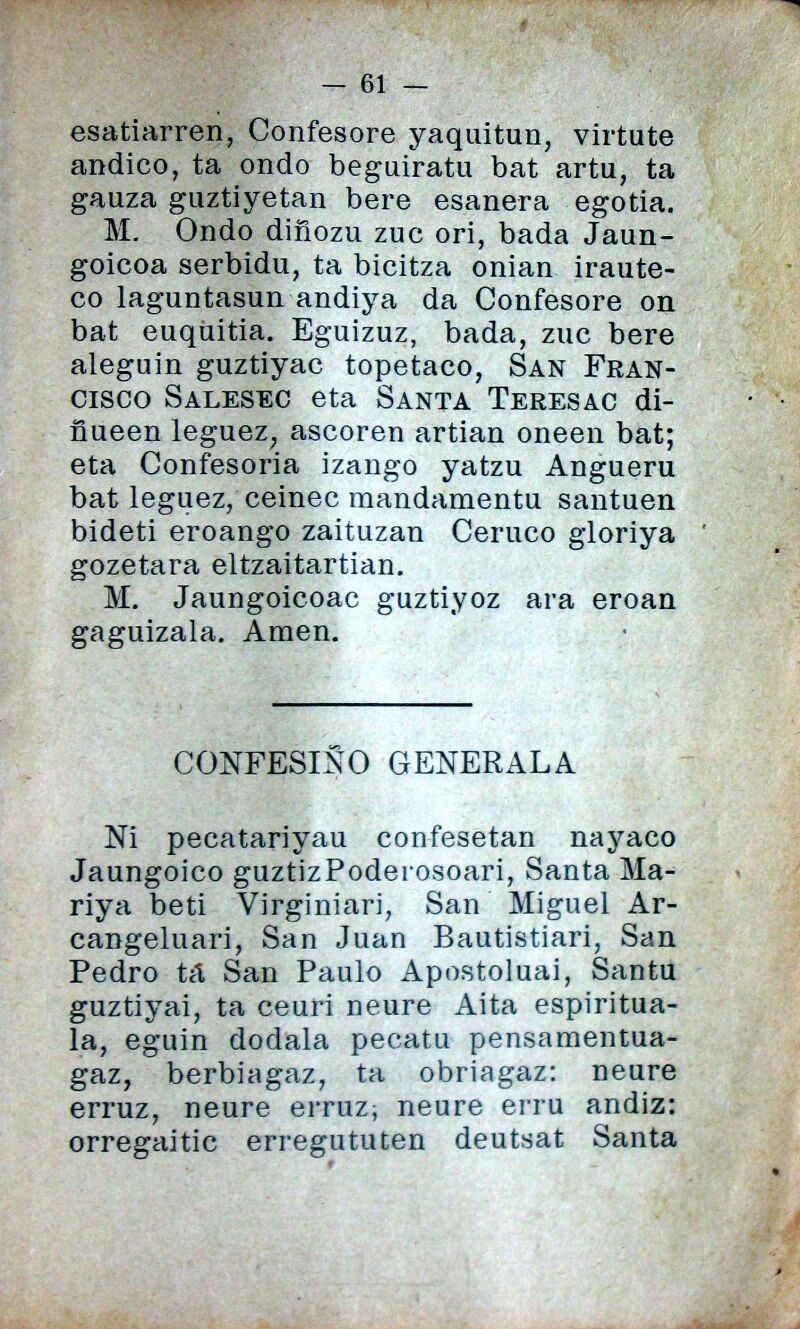 — 61 —
esatiarren, Confesore yaquitun, virtute
andico, ta ondo beguiratu bat artu, ta
gauza guztiyetan bere esanera egotia.
M. Ondo diñozu zuc ori, bada Jaun-
goicoa serbidu, ta bicitza onian iraute-
co laguntasun andiya da Confesore on
bat euquitia. Eguizuz, bada, zuc bere
aleguin guztiyac topetaco, SAN FRAN-
CISCO SALESEC eta SANTA TERESAC di-
ñueen leguez, ascoren artian oneen bat;
eta Confesoria izango yatzu Angueru
bat leguez, ceinec mandamentu santuen
bideti eroango zaituzan Ceruco gloriya
gozetara eltzaitartian.
M. Jaungoicoac guztiyoz ara eroan
gaguizala. Amen.
CONFESIÑO GENERALA
Ni pecatariyau confesetan nayaco
Jaungoico guztizPoderosoari, Santa Ma-
riya beti Virginiari, San Miguel Ar-
cangeluari, San Juan Bautistiari, San
Pedro tá San Paulo Apostoluai, Santu
guztiyai, ta ceuri neure Aita espiritua-
la, eguin dodala pecatu pensamentua-
gaz, berbiagaz, ta obriagaz: neure
erruz, neure erruz, neure erru andiz:
orregaitic erregututen deutsat Santa